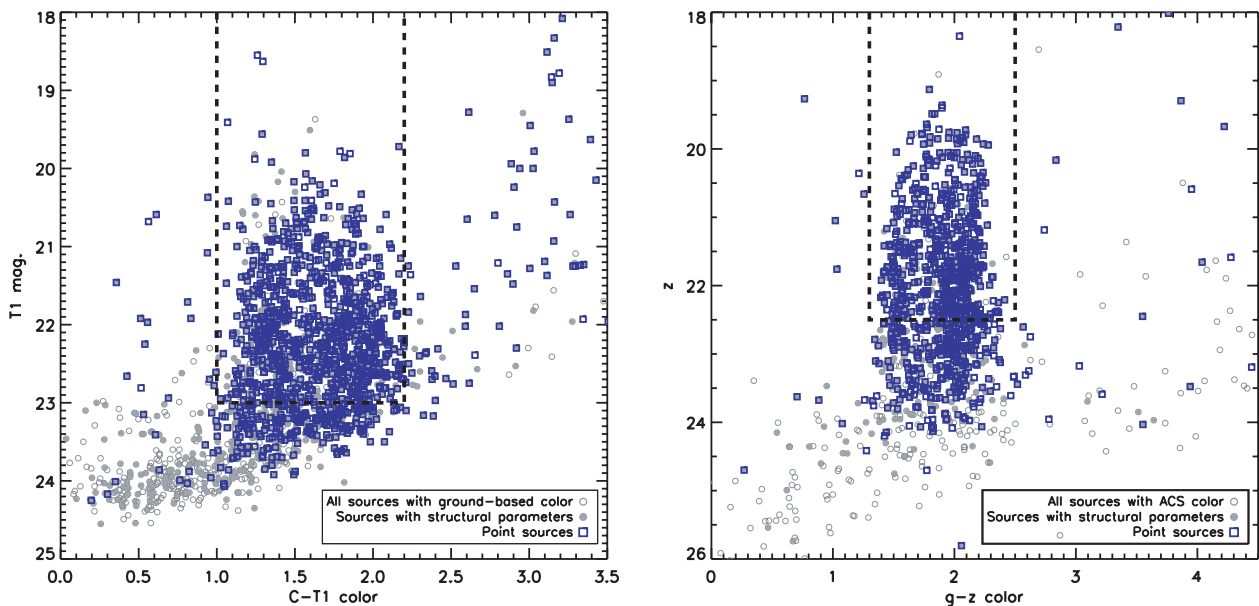 18
19
20
21
22
23
24
25
T1 mag.
0.0 0.5 1.0 1.5 2.0 2.5 3.0 3.5
C-T1 color
All sources with ground-based color
Sources with structural parameters
Point sources
18
20
22
24
26
z
0 1 2 3 4
g-z color
All sources with ACS color
Sources with structural parameters
Point sources